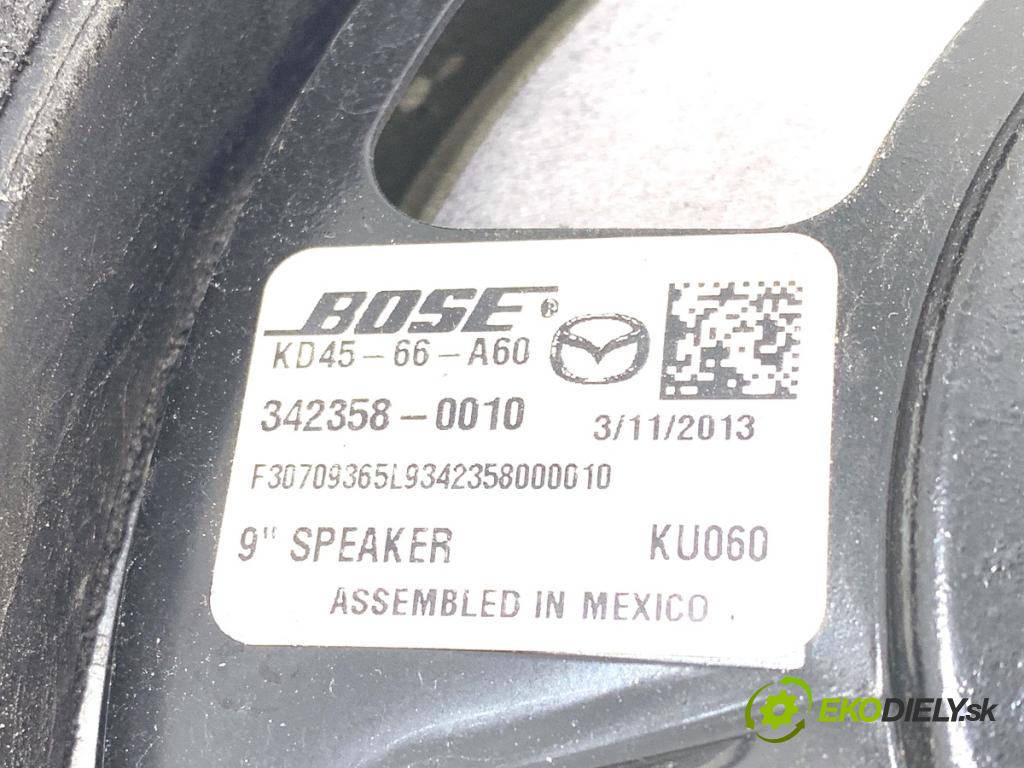 BOSE®
KD45-66-A60
342358-0010 3/11/2013
F30709365L9342358000010
9" SPEAKER KU060
ASSEMBLED IN MEXICO
EKODIELY.sk